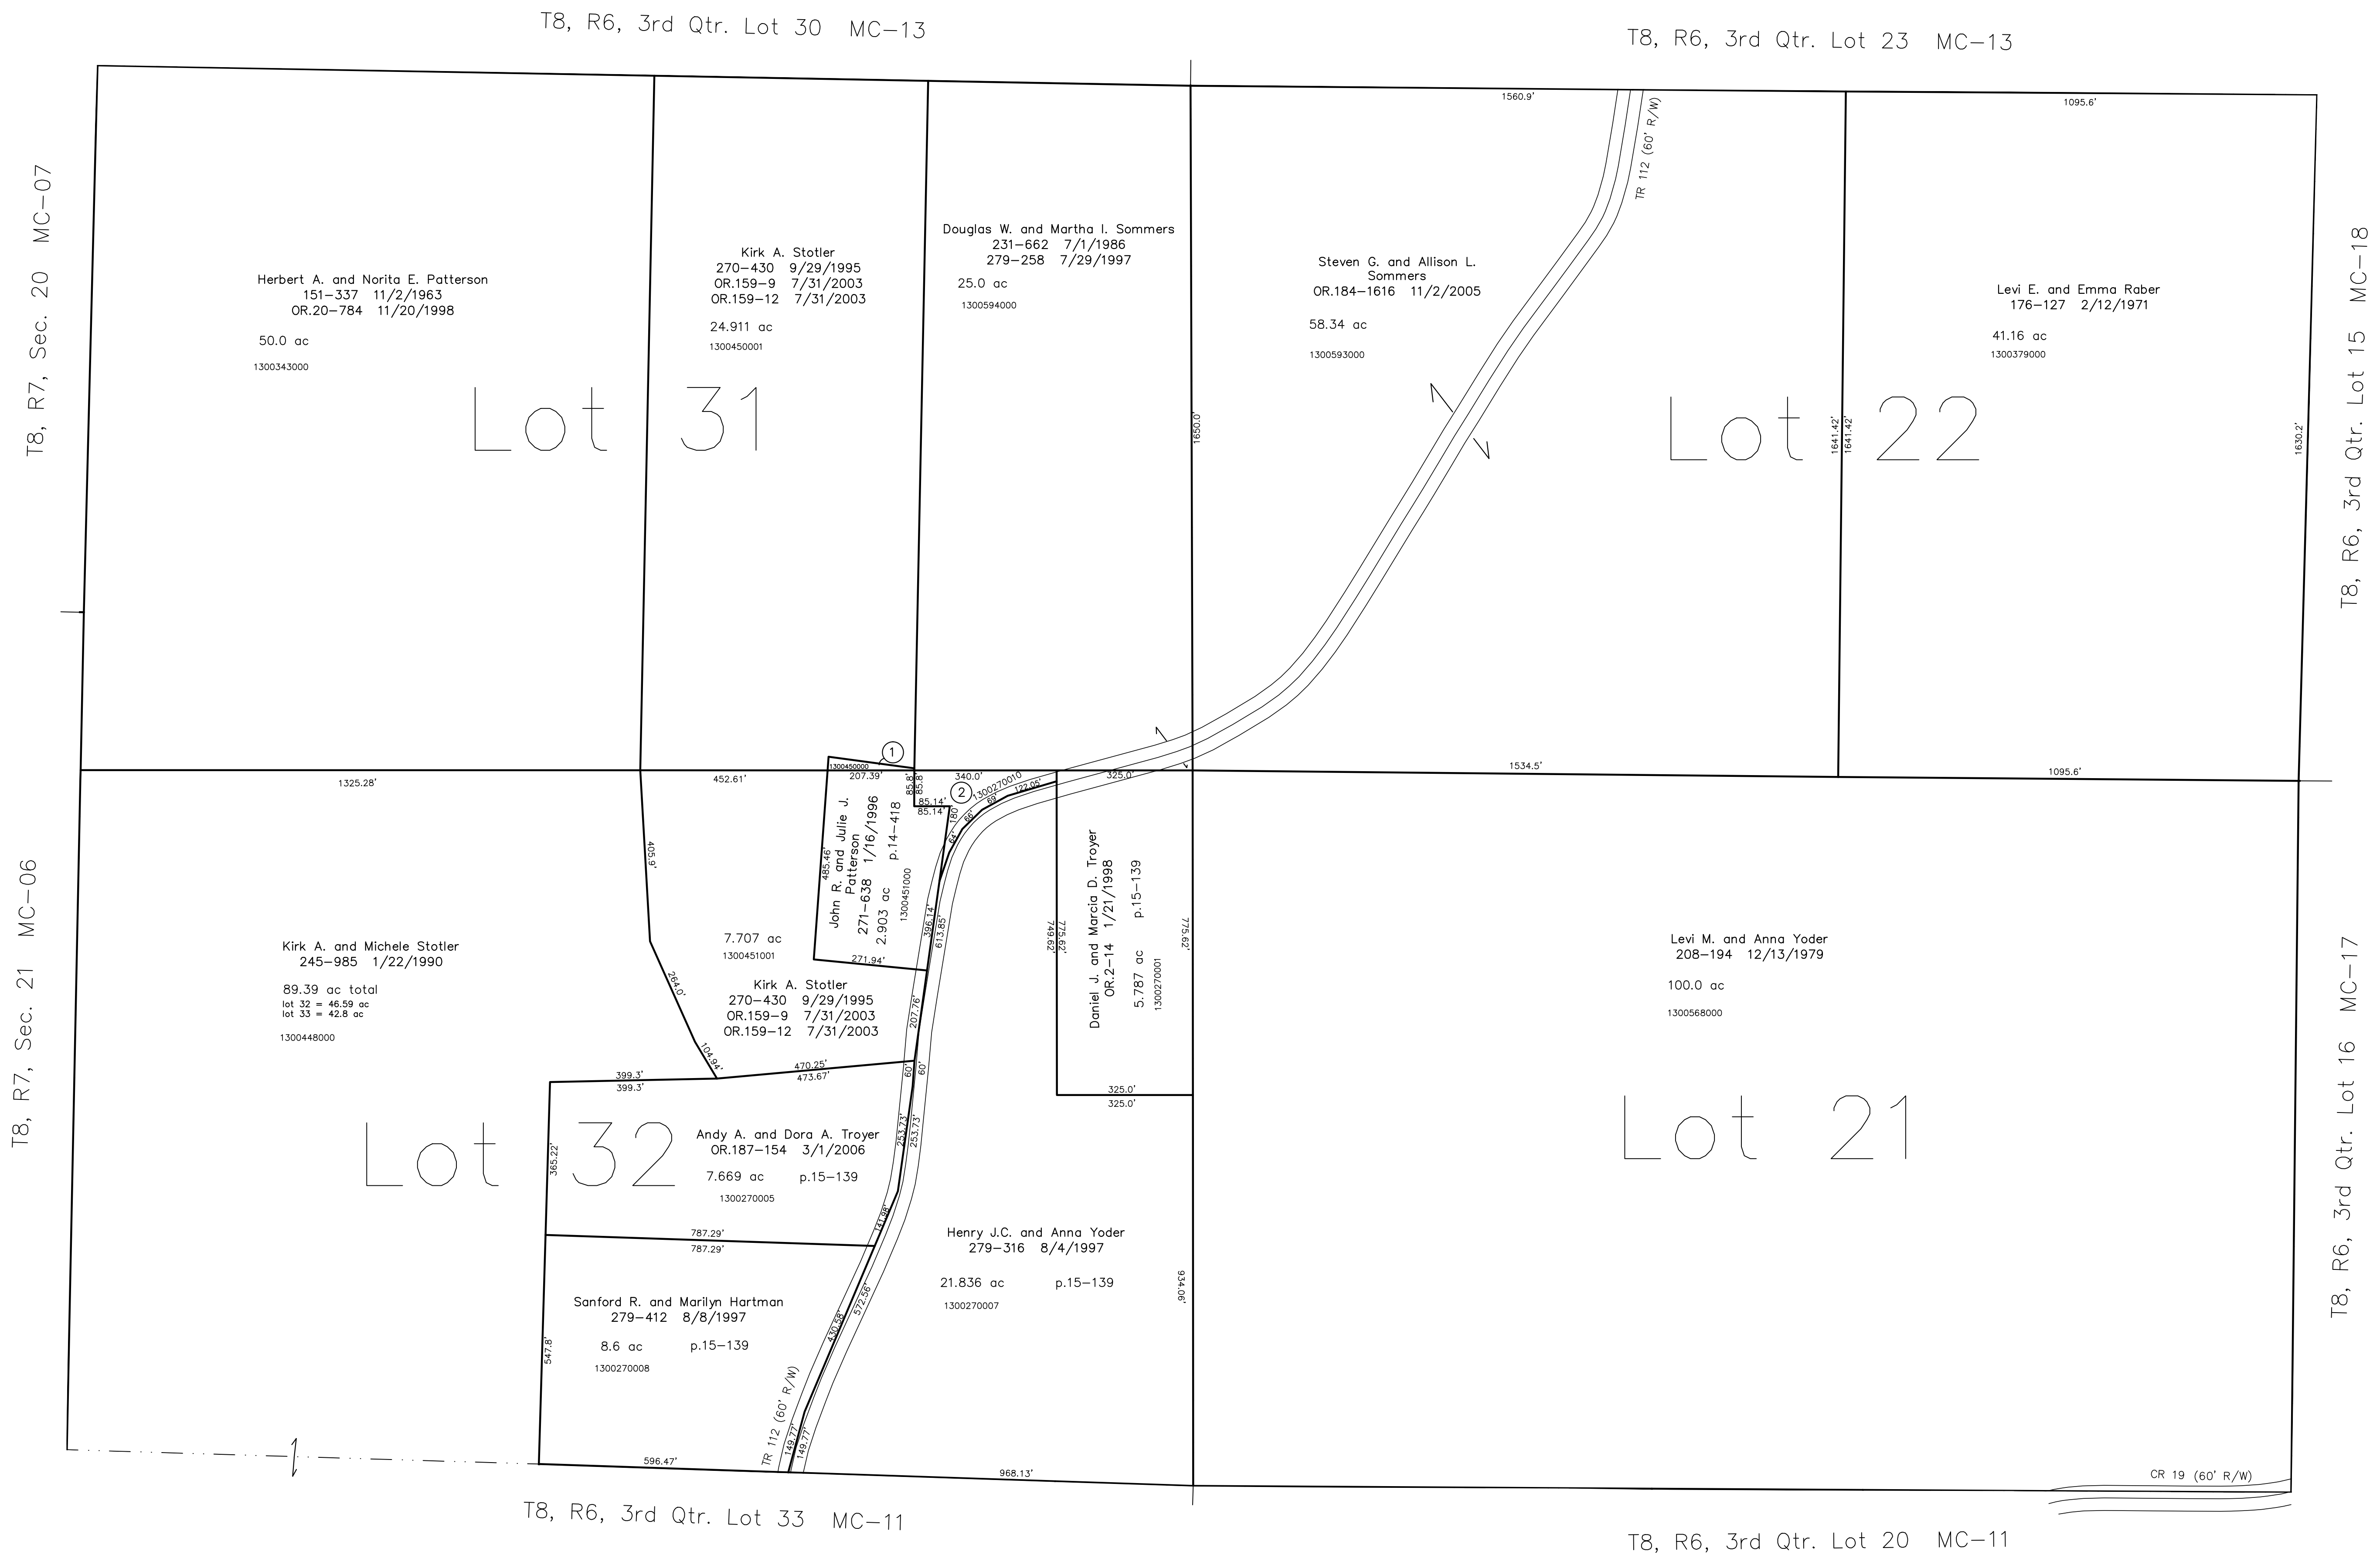 T8, R6, 3rd Qtr. Lot 30 MC-13
T8, R6, 3rd Qtr. Lot 23 MC-13
T8, R7, Sec. 20 MC-07
T8, R7, Sec. 21 MC-06
T8, R6, 3rd Qtr. Lot 15 MC-18
T8, R6, 3rd Qtr. Lot 16 MC-17
Herbert A. and Norita E. Patterson
151-337 11/2/1963
OR.20-784 11/20/1998
50.0 ac
1300343000
Kirk A. Stotler
270-430 9/29/1995
OR.159-9 7/31/2003
OR.159-12 7/31/2003
24.911 ac
1300450001
Lot 31
Douglas W. and Martha I. Sommers
231-662 7/1/1986
279-258 7/29/1997
25.0 ac
1300594000
1650.0'
1560.9'
TR 112 (60' R/W)
Steven G. and Allison L.
Sommers
OR.184-1616 11/2/2005
58.34 ac
1300593000
1095.6'
Levi E. and Emma Raber
176-127 2/12/1971
41.16 ac
1300379000
Lot 22
1641.42'
1641.42'
1630.2'
1325.28'
452.61'
1300450000
1
207.39'
85.8'
85.8'
340.0'
1300270010
325.0'
1534.5'
1095.6'
2
85.14'
85.14'
180'
64'
66'
69'
122.05'
405.9'
264.0'
104.94'
485.46'
John R. and Julie J.
Patterson
271-638 1/16/1996
2.903 ac p.14-418
1300451000
396.14'
613.85'
271.94'
207.76'
7.707 ac
1300451001
Kirk A. Stotler
270-430 9/29/1995
OR.159-9 7/31/2003
OR.159-12 7/31/2003
749.62'
775.62'
Daniel J. and Marcia D. Troyer
OR.2-14 1/21/1998
5.787 ac p.15-139
1300270001
775.62'
325.0'
325.0'
Kirk A. and Michele Stotler
245-985 1/22/1990
89.39 ac total
lot 32 = 46.59 ac
lot 33 = 42.8 ac
1300448000
Levi M. and Anna Yoder
208-194 12/13/1979
100.0 ac
1300568000
Lot 21
399.3'
399.3'
470.25'
473.67'
60'
60'
Lot 32
365.22'
Andy A. and Dora A. Troyer
OR.187-154 3/1/2006
7.669 ac p.15-139
1300270005
253.73'
253.73'
141.98'
787.29'
787.29'
Henry J.C. and Anna Yoder
279-316 8/4/1997
21.836 ac p.15-139
1300270007
934.06'
Sanford R. and Marilyn Hartman
279-412 8/8/1997
8.6 ac p.15-139
1300270008
547.8'
430.58'
572.56'
TR 112 (60' R/W)
149.77'
149.77'
596.47'
968.13'
CR 19 (60' R/W)
T8, R6, 3rd Qtr. Lot 33 MC-11
T8, R6, 3rd Qtr. Lot 20 MC-11